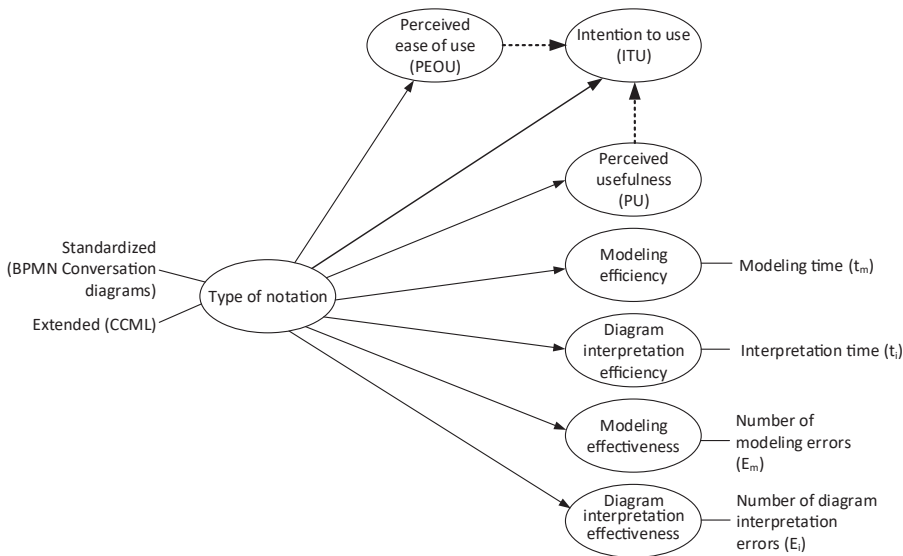 Perceived
ease of use
(PEOU)
Intention to use
(ITU)
Perceived
usefulness
(PU)
Standardized
(BPMN Conversation
diagrams)
Extended (CCML)
Type of notation
Modeling
efficiency
Modeling time (tm)
Diagram
interpretation
efficiency
Interpretation time (ti)
Modeling
effectiveness
Number of
modeling errors
(Em)
Diagram
interpretation
effectiveness
Number of diagram
interpretation
errors (Ei)